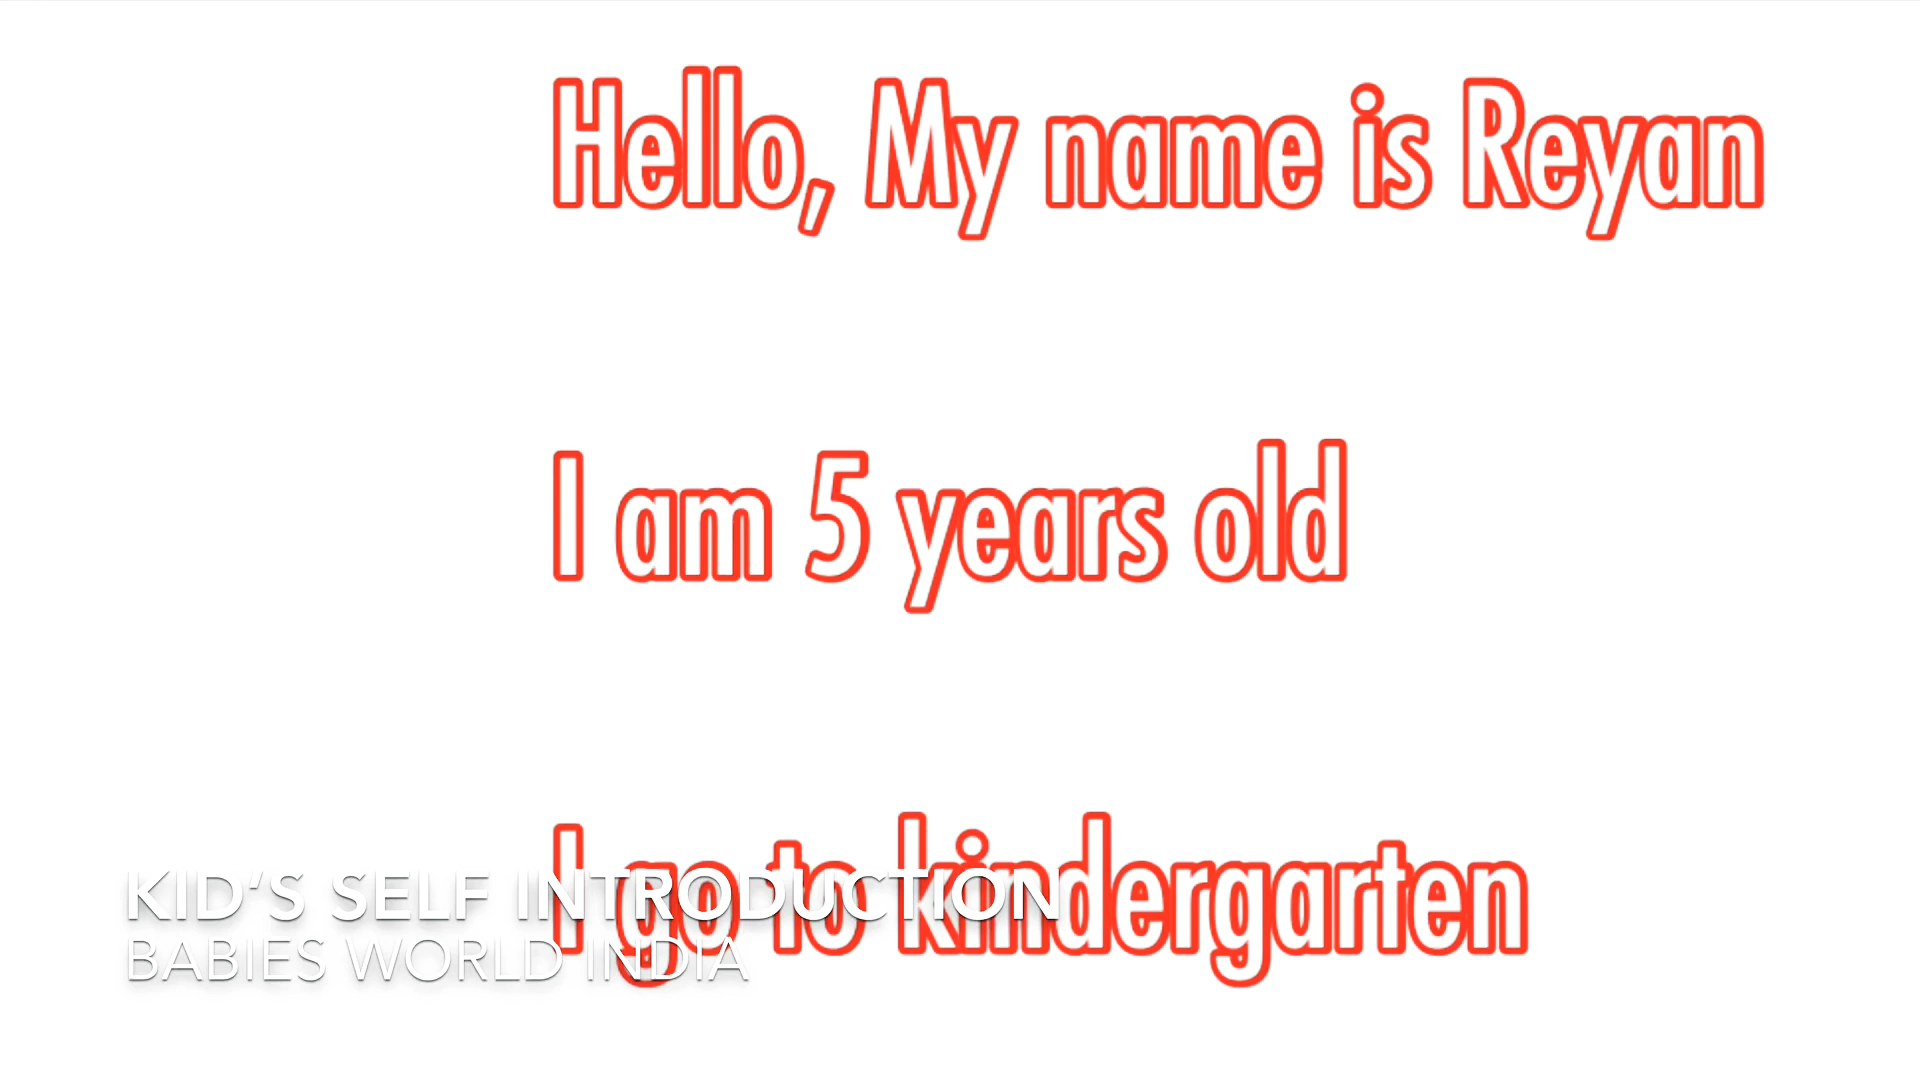 Hello, My name is Reyan
I am 5 years old
I go to kindergarten
KID'S SELF INTRODUCTION
BABIES WORLD INDIA